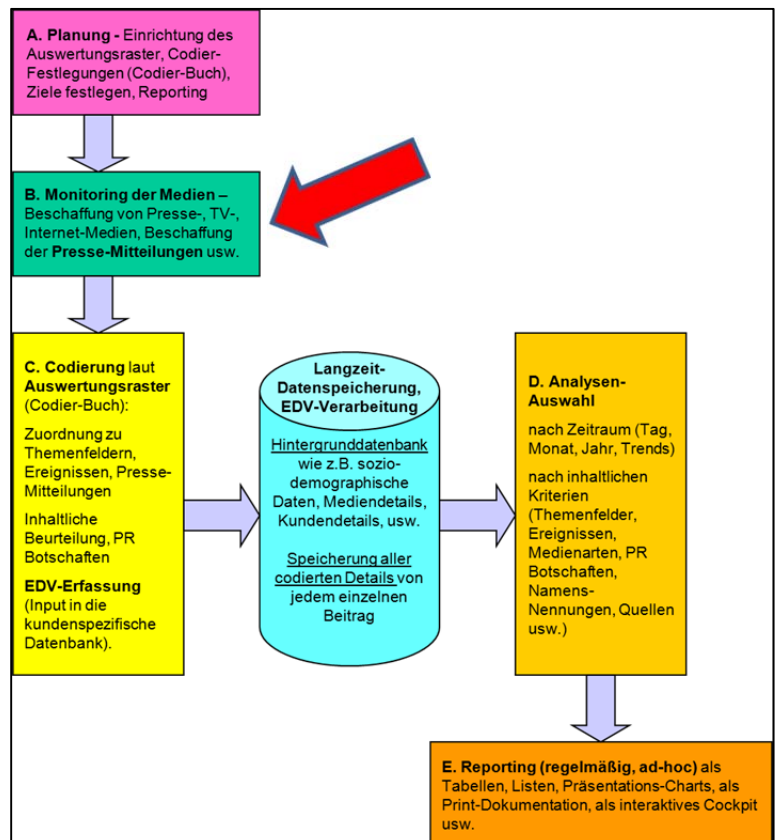 A. Planung - Einrichtung des
Auswertungsraster, Codier-
Festlegungen (Codier-Buch),
Ziele festlegen, Reporting
B. Monitoring der Medien –
Beschaffung von Presse-, TV-,
Internet-Medien, Beschaffung
der Presse-Mitteilungen usw.
C. Codierung laut
Auswertungsraster
(Codier-Buch):
Zuordnung zu
Themenfeldern,
Ereignissen, Presse-
Mitteilungen
Inhaltliche
Beurteilung, PR
Botschaften
EDV-Erfassung
(Input in die
kundenspezifische
Datenbank).
Langzeit-
Datenspeicherung,
EDV-Verarbeitung
Hintergrunddatenbank
wie z.B. sozio-
demographische
Daten, Mediendetails,
Kundendetails, usw.
Speicherung aller
codierten Details von
jedem einzelnen
Beitrag
D. Analysen-
Auswahl
nach Zeitraum (Tag,
Monat, Jahr, Trends)
nach inhaltlichen
Kriterien
(Themenfelder,
Ereignissen,
Medienarten, PR
Botschaften,
Namens-
Nennungen, Quellen
usw.)
E. Reporting (regelmäßig, ad-hoc) als
Tabellen, Listen, Präsentations-Charts, als
Print-Dokumentation, als interaktives Cockpit
usw.